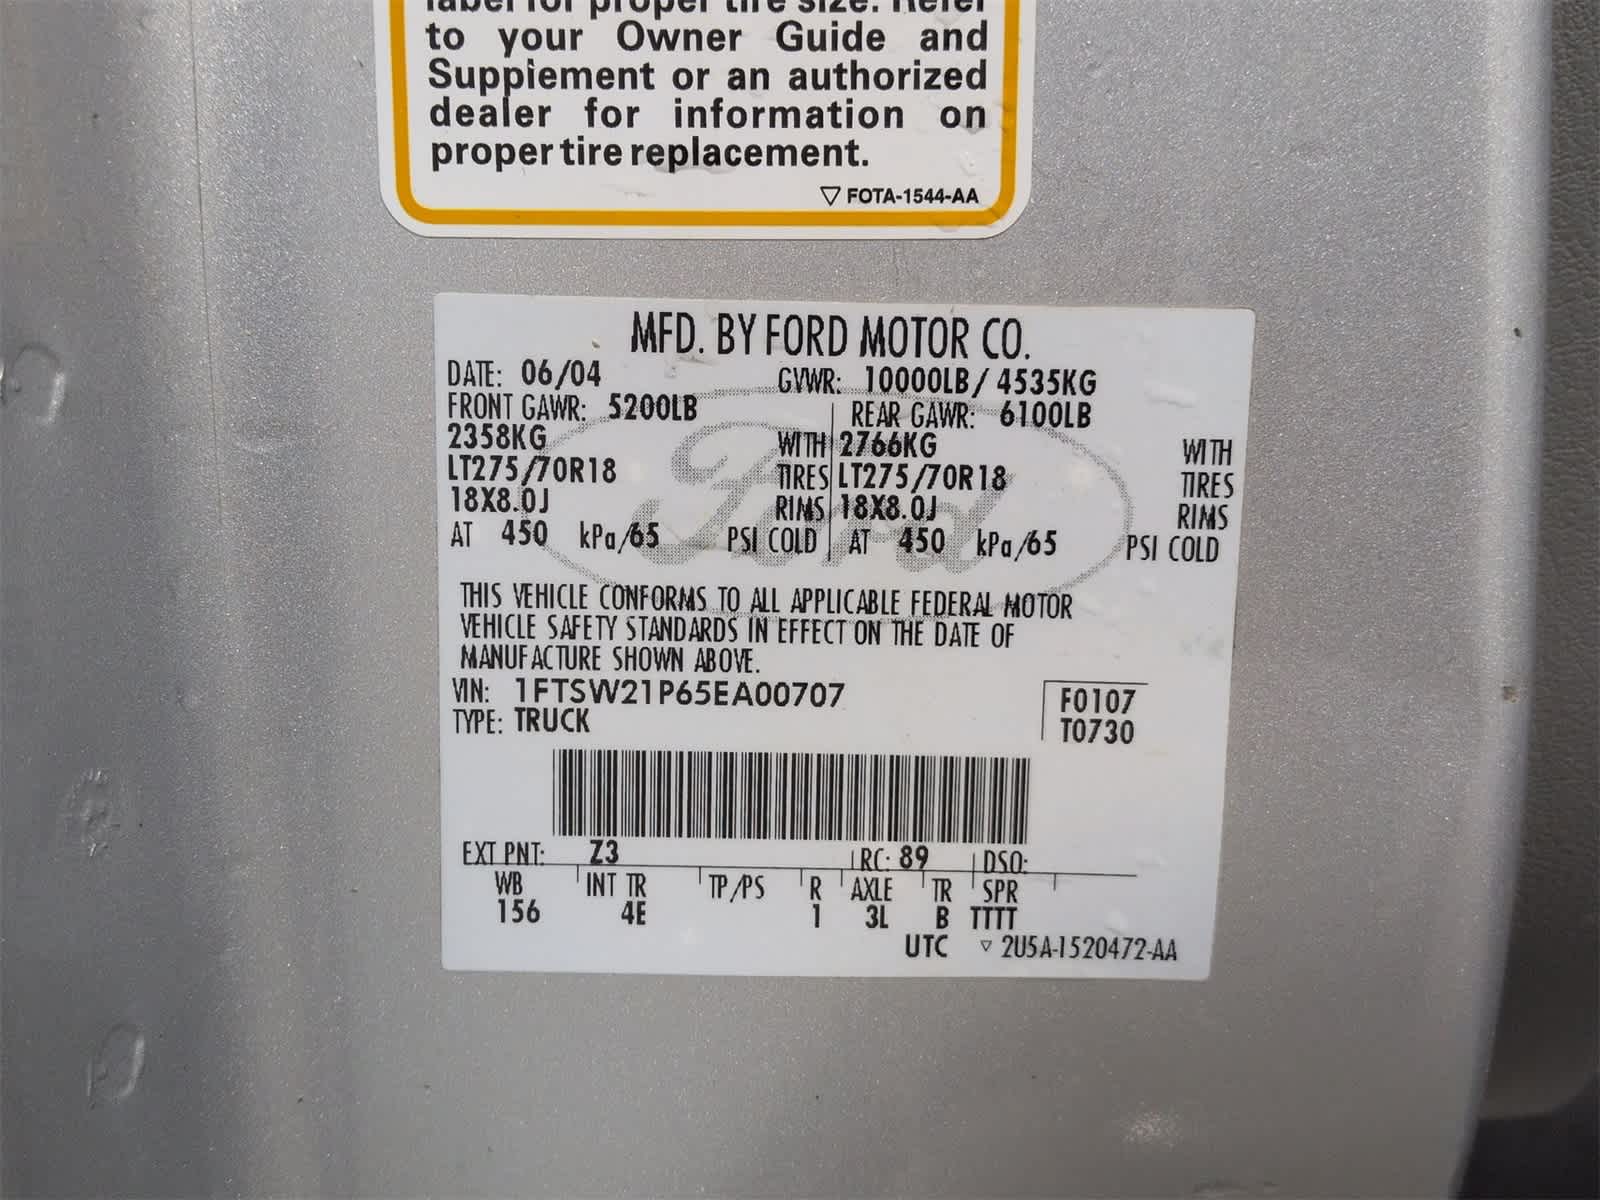 label for proper tire size. Refer
to your Owner Guide and
Supplement or an authorized
dealer for information on
proper tire replacement.
▽ FOTA-1544-AA
MFD. BY FORD MOTOR CO.
DATE: 06/04 GVWR: 10000LB/ 4535KG
FRONT GAWR: 5200LB REAR GAWR: 6100LB
2358KG WITH 2766KG WITH
LT275/70R18 TIRES LT275/70R18 TIRES
18X8.0J RIMS 18X8.0J RIMS
AT 450 kPa/65 PSI COLD AT 450 kPa/65 PSI COLD
Ford
THIS VEHICLE CONFORMS TO ALL APPLICABLE FEDERAL MOTOR
VEHICLE SAFETY STANDARDS IN EFFECT ON THE DATE OF
MANUFACTURE SHOWN ABOVE.
VIN: 1FTSW21P65EA00707 F0107
TYPE: TRUCK T0730
EXT PNT: Z3 RC: 89 DSO:
WB INT TR TP/PS R AXLE TR SPR
156 4E 1 3L B TTTT
UTC ▽ 2U5A-1520472-AA